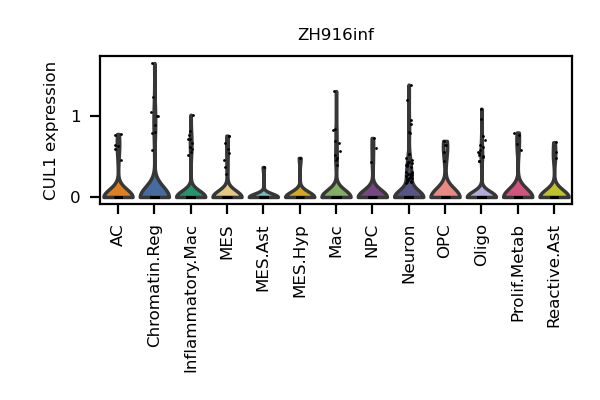 ZH916inf
CUL1 expression
1
0
AC
Chromatin.Reg
Inflammatory.Mac
MES
MES.Ast
MES.Hyp
Mac
NPC
Neuron
OPC
Oligo
Prolif.Metab
Reactive.Ast